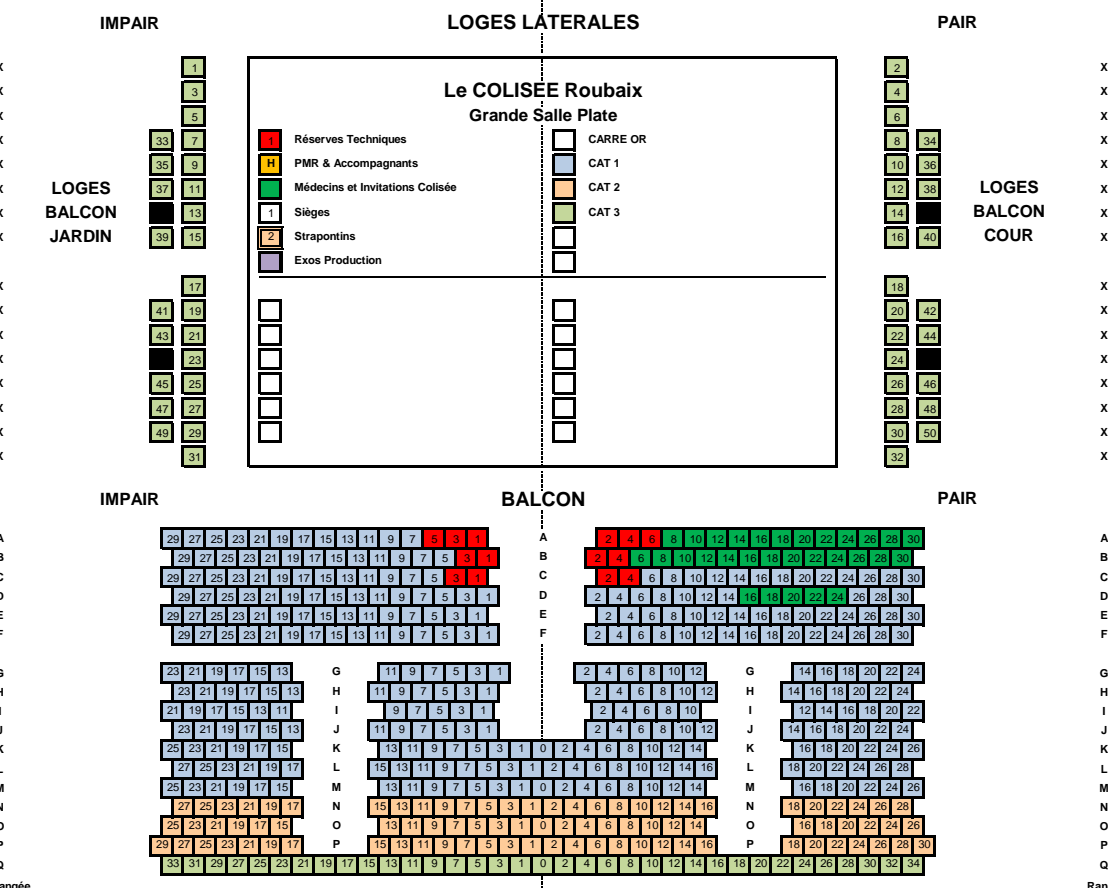 IMPAIR LOGES LATERALES PAIR
X 1 2 X
X 3 Le COLISEE Roubaix 4 X
X 5 Grande Salle Plate 6 X
X 33 7 1 Réserves Techniques CARRE OR 8 34 X
X 35 9 H PMR & Accompagnants CAT 1 10 36 X
X LOGES 37 11 Médecins et Invitations Colisée CAT 2 12 38 LOGES X
X BALCON 13 1 Sièges CAT 3 14 BALCON X
X JARDIN 39 15 2 Strapontins 16 40 COUR X
Exos Production
X 17 18 X
X 41 19 20 42 X
X 43 21 22 44 X
X 23 24 X
X 45 25 26 46 X
X 47 27 28 48 X
X 49 29 30 50 X
X 31 32 X
IMPAIR BALCON PAIR
A 29 27 25 23 21 19 17 15 13 11 9 7 5 3 1 A 2 4 6 8 10 12 14 16 18 20 22 24 26 28 30 A
B 29 27 25 23 21 19 17 15 13 11 9 7 5 3 1 B 2 4 6 8 10 12 14 16 18 20 22 24 26 28 30 B
C 29 27 25 23 21 19 17 15 13 11 9 7 5 3 1 C 2 4 6 8 10 12 14 16 18 20 22 24 26 28 30 C
D 29 27 25 23 21 19 17 15 13 11 9 7 5 3 1 D 2 4 6 8 10 12 14 16 18 20 22 24 26 28 30 D
E 29 27 25 23 21 19 17 15 13 11 9 7 5 3 1 E 2 4 6 8 10 12 14 16 18 20 22 24 26 28 30 E
F 29 27 25 23 21 19 17 15 13 11 9 7 5 3 1 F 2 4 6 8 10 12 14 16 18 20 22 24 26 28 30 F
G 23 21 19 17 15 13 G 11 9 7 5 3 1 2 4 6 8 10 12 G 14 16 18 20 22 24 G
H 23 21 19 17 15 13 H 11 9 7 5 3 1 2 4 6 8 10 12 H 14 16 18 20 22 24 H
I 21 19 17 15 13 11 I 9 7 5 3 1 2 4 6 8 10 I 12 14 16 18 20 22 I
J 23 21 19 17 15 13 J 11 9 7 5 3 1 2 4 6 8 10 12 J 14 16 18 20 22 24 J
K 25 23 21 19 17 15 K 13 11 9 7 5 3 1 0 2 4 6 8 10 12 14 K 16 18 20 22 24 26 K
L 27 25 23 21 19 17 L 15 13 11 9 7 5 3 1 2 4 6 8 10 12 14 16 L 18 20 22 24 26 28 L
M 25 23 21 19 17 15 M 13 11 9 7 5 3 1 0 2 4 6 8 10 12 14 M 16 18 20 22 24 26 M
N 27 25 23 21 19 17 N 15 13 11 9 7 5 3 1 2 4 6 8 10 12 14 16 N 18 20 22 24 26 28 N
O 25 23 21 19 17 15 O 13 11 9 7 5 3 1 0 2 4 6 8 10 12 14 O 16 18 20 22 24 26 O
P 29 27 25 23 21 19 17 P 15 13 11 9 7 5 3 1 2 4 6 8 10 12 14 16 P 18 20 22 24 26 28 30 P
Q 33 31 29 27 25 23 21 19 17 15 13 11 9 7 5 3 1 0 2 4 6 8 10 12 14 16 18 20 22 24 26 28 30 32 34 Q
angée Ran